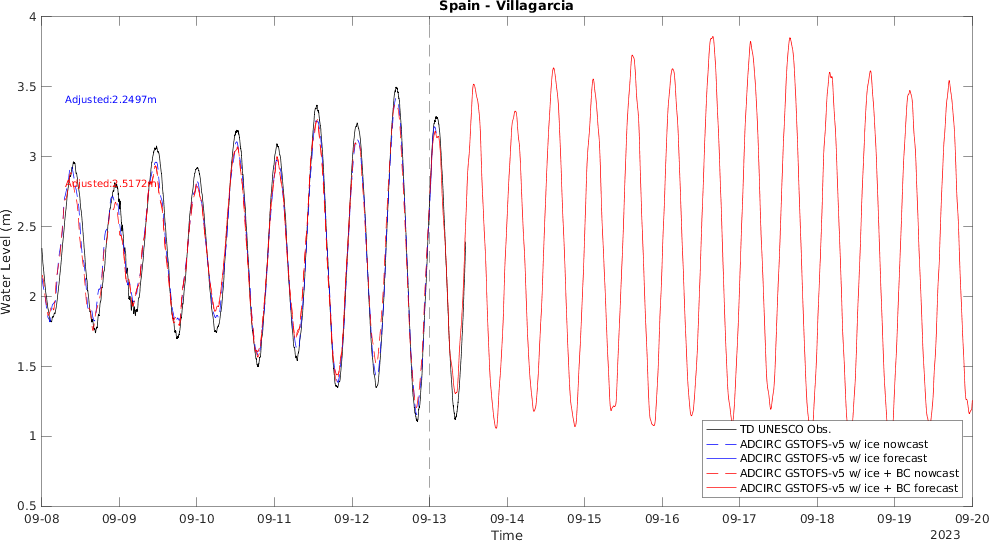 Spain - Villagarcia
4
3.5
3
2.5
2
1.5
1
0.5
Water Level (m)
Adjusted:2.2497m
Adjusted: .5172m
TD UNESCO Obs.
ADCIRC GSTOFS-v5 w/ ice nowcast
ADCIRC GSTOFS-v5 w/ ice forecast
ADCIRC GSTOFS-v5 w/ ice + BC nowcast
ADCIRC GSTOFS-v5 w/ ice + BC forecast
09-08 09-09 09-10 09-11 09-12 09-13 09-14 09-15 09-16 09-17 09-18 09-19 09-20
Time
2023